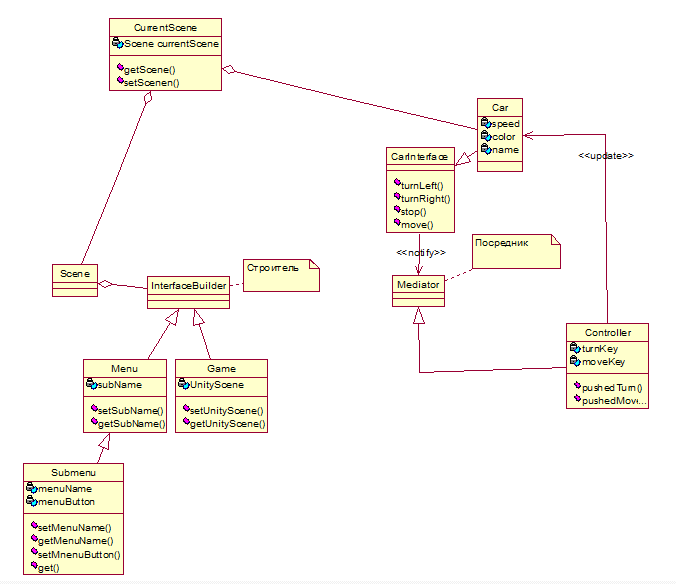 CurrentScene
Scene currentScene
getScene()
setScenen()
Car
speed
color
name
CarInterface
turnLeft()
turnRight()
stop()
move()
<<update>>
<<notify>>
Посредник
Mediator
Scene
InterfaceBuilder
Строитель
Controller
turnKey
moveKey
pushedTurn()
pushedMove...
Menu
subName
setSubName()
getSubName()
Game
UnityScene
setUnityScene()
getUnityScene()
Submenu
menuName
menuButton
setMenuName()
getMenuName()
setMnenuButton()
get()